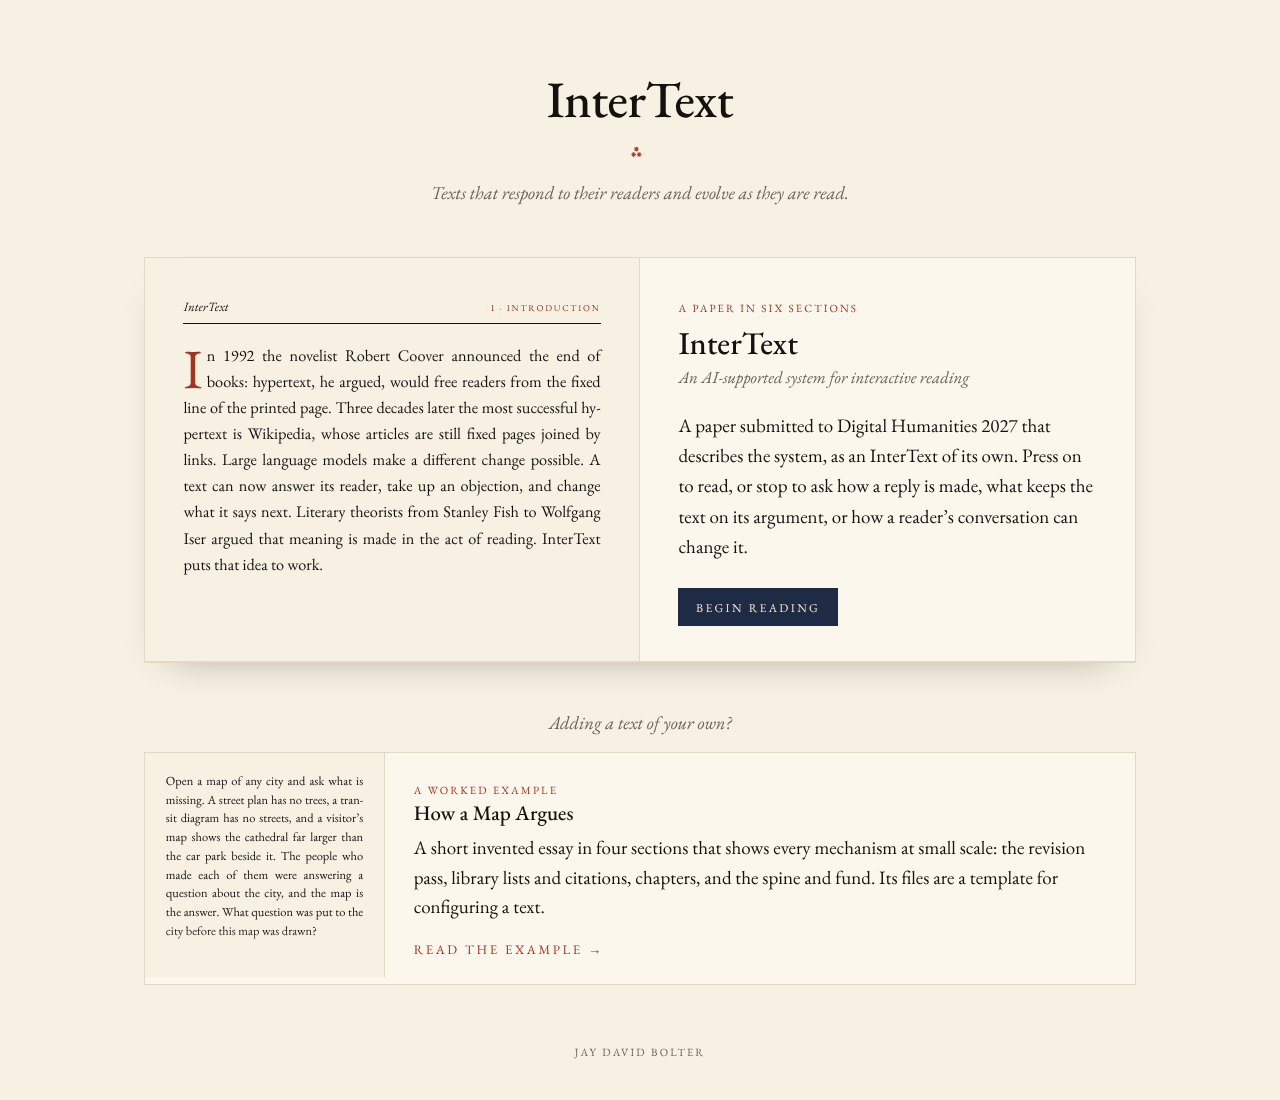 InterText
⁂
Texts that respond to their readers and evolve as they are read.
InterText
I · INTRODUCTION
In 1992 the novelist Robert Coover announced the end of
books: hypertext, he argued, would free readers from the fixed
line of the printed page. Three decades later the most successful hy-
pertext is Wikipedia, whose articles are still fixed pages joined by
links. Large language models make a different change possible. A
text can now answer its reader, take up an objection, and change
what it says next. Literary theorists from Stanley Fish to Wolfgang
Iser argued that meaning is made in the act of reading. InterText
puts that idea to work.
A PAPER IN SIX SECTIONS
InterText
An AI-supported system for interactive reading
A paper submitted to Digital Humanities 2027 that
describes the system, as an InterText of its own. Press on
to read, or stop to ask how a reply is made, what keeps the
text on its argument, or how a reader’s conversation can
change it.
BEGIN READING
Adding a text of your own?
Open a map of any city and ask what is
missing. A street plan has no trees, a tran-
sit diagram has no streets, and a visitor’s
map shows the cathedral far larger than
the car park beside it. The people who
made each of them were answering a
question about the city, and the map is
the answer. What question was put to the
city before this map was drawn?
A WORKED EXAMPLE
How a Map Argues
A short invented essay in four sections that shows every mechanism at small scale: the revision
pass, library lists and citations, chapters, and the spine and fund. Its files are a template for
configuring a text.
READ THE EXAMPLE →
JAY DAVID BOLTER